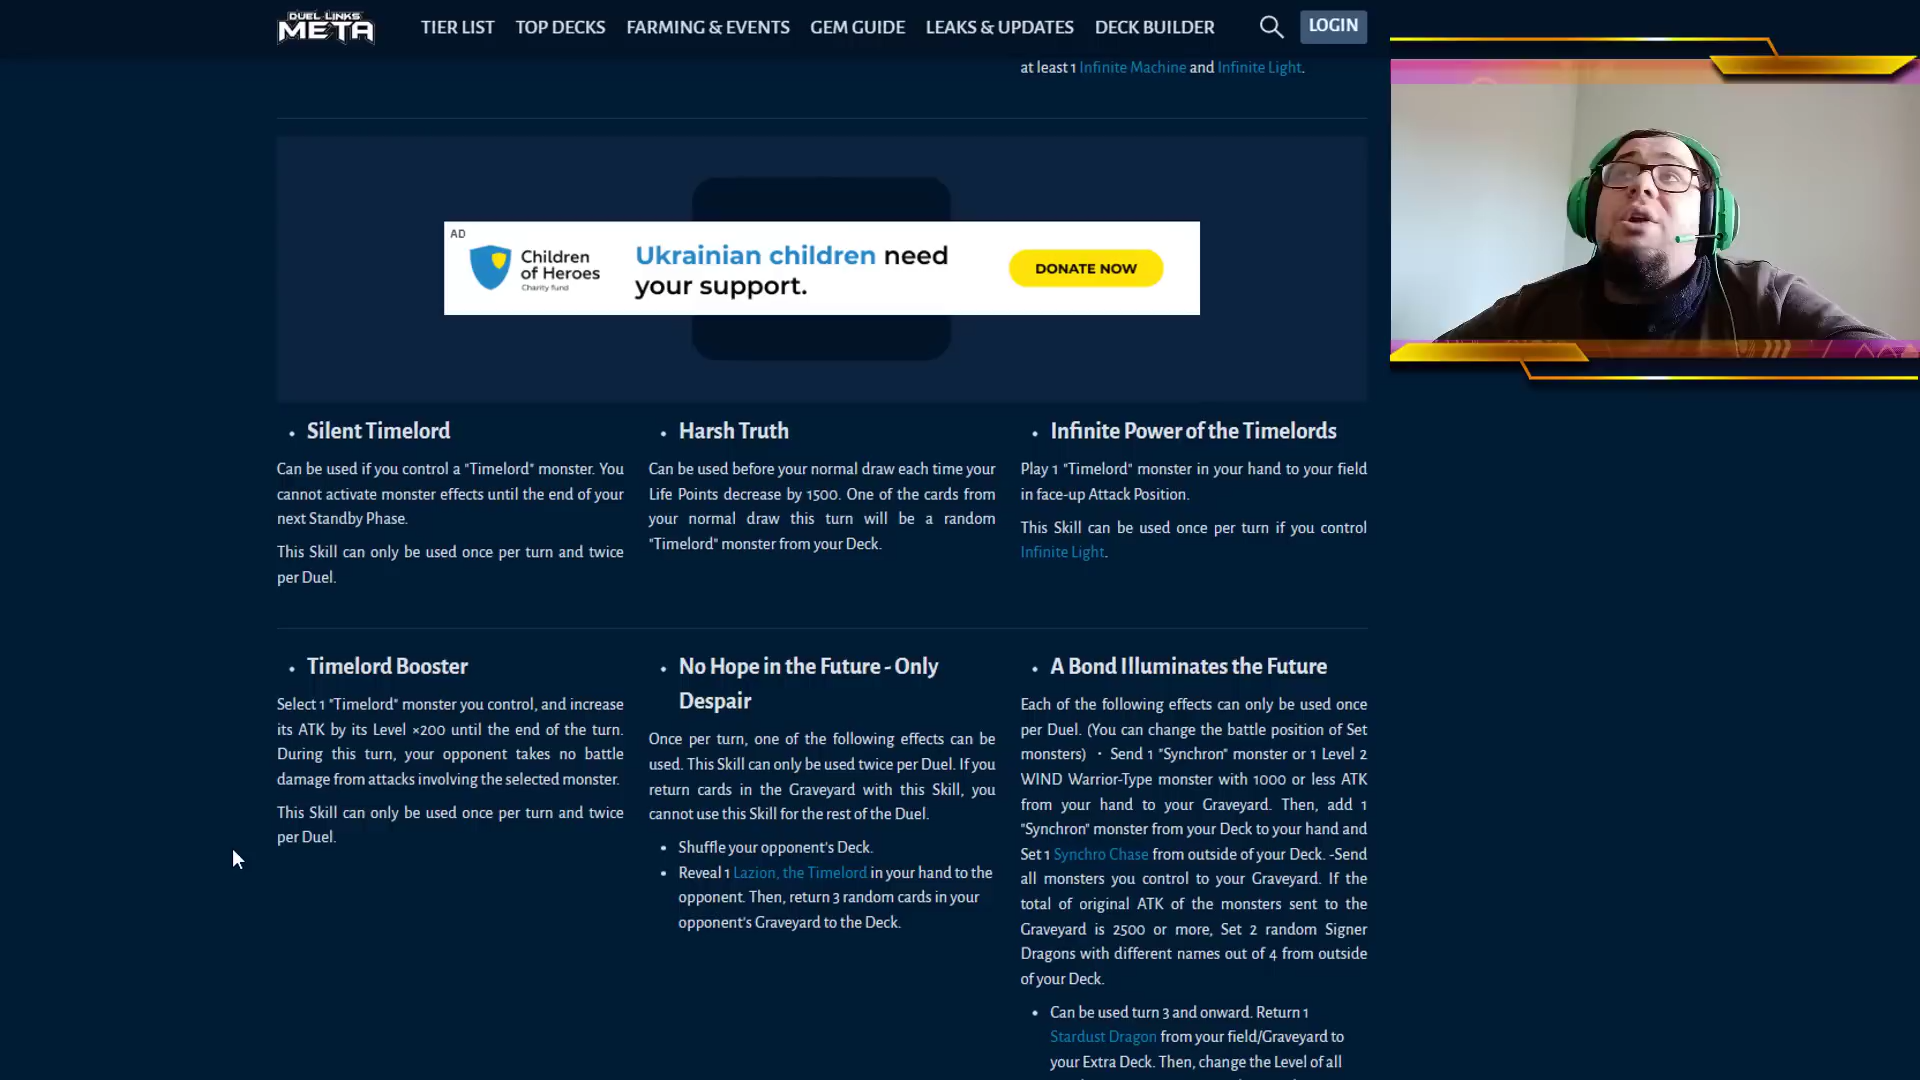 DUEL LINKS
META
TIER LIST
TOP DECKS
FARMING & EVENTS
GEM GUIDE
LEAKS & UPDATES
DECK BUILDER
LOGIN
at least 1 Infinite Machine and Infinite Light.
AD
Children
of Heroes
Charity fund
Ukrainian children need
your support.
DONATE NOW
• Silent Timelord
Can be used if you control a "Timelord" monster. You
cannot activate monster effects until the end of your
next Standby Phase.
This Skill can only be used once per turn and twice
per Duel.
• Harsh Truth
Can be used before your normal draw each time your
Life Points decrease by 1500. One of the cards from
your normal draw this turn will be a random
"Timelord" monster from your Deck.
• Infinite Power of the Timelords
Play 1 "Timelord" monster in your hand to your field
in face-up Attack Position.
This Skill can be used once per turn if you control
Infinite Light.
• Timelord Booster
Select 1 "Timelord" monster you control, and increase
its ATK by its Level ×200 until the end of the turn.
During this turn, your opponent takes no battle
damage from attacks involving the selected monster.
This Skill can only be used once per turn and twice
per Duel.
• No Hope in the Future - Only
Despair
Once per turn, one of the following effects can be
used. This Skill can only be used twice per Duel. If you
return cards in the Graveyard with this Skill, you
cannot use this Skill for the rest of the Duel.
• Shuffle your opponent's Deck.
• Reveal 1 Lazion, the Timelord in your hand to the
opponent. Then, return 3 random cards in your
opponent's Graveyard to the Deck.
• A Bond Illuminates the Future
Each of the following effects can only be used once
per Duel. (You can change the battle position of Set
monsters) ・ Send 1 "Synchron" monster or 1 Level 2
WIND Warrior-Type monster with 1000 or less ATK
from your hand to your Graveyard. Then, add 1
"Synchron" monster from your Deck to your hand and
Set 1 Synchro Chase from outside of your Deck. -Send
all monsters you control to your Graveyard. If the
total of original ATK of the monsters sent to the
Graveyard is 2500 or more, Set 2 random Signer
Dragons with different names out of 4 from outside
of your Deck.
• Can be used turn 3 and onward. Return 1
Stardust Dragon from your field/Graveyard to
your Extra Deck. Then, change the Level of all